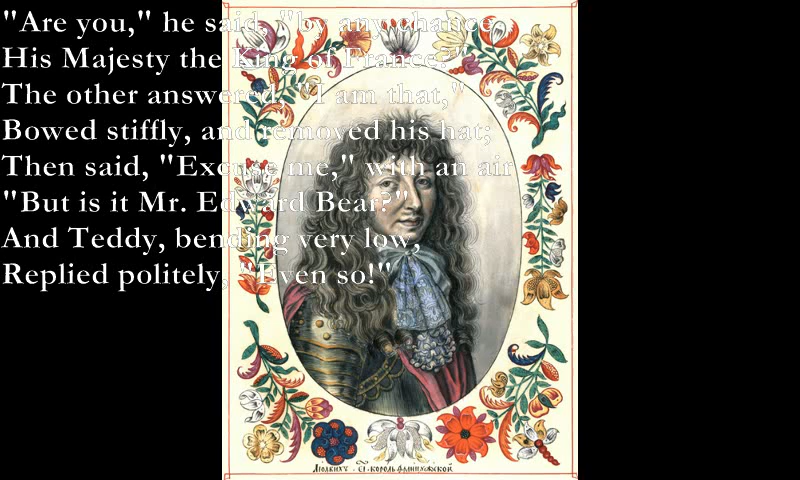 "Are you," he said, "by any chance
His Majesty the King of France?"
The other answered, "I am that,"
Bowed stiffly, and removed his hat;
Then said, "Excuse me," with an air
"But is it Mr. Edward Bear?"
And Teddy, bending very low,
Replied politely, "Even so!"
король